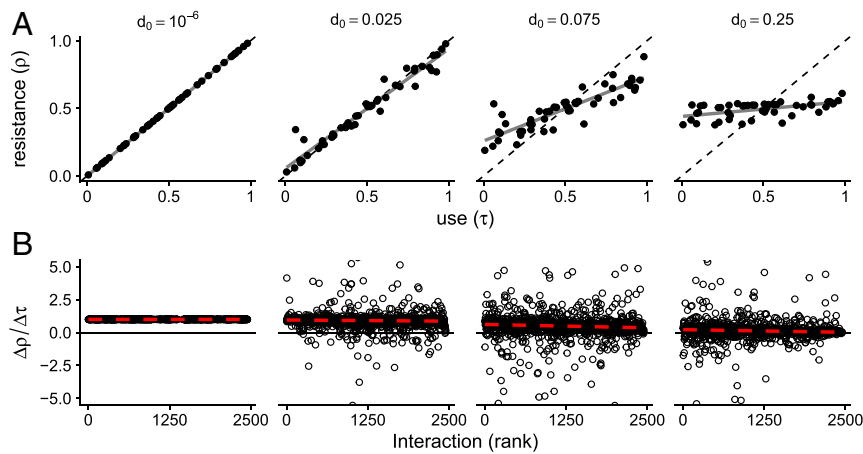 A
d₀ = 10⁻⁶ d₀ = 0.025 d₀ = 0.075 d₀ = 0.25
resistance (ρ)
1.0
0.5
0.0
0 0.5 1 0 0.5 1 0 0.5 1 0 0.5 1
use (τ)
B
Δρ/Δτ
5.0
2.5
0.0
−2.5
−5.0
0 1250 2500 0 1250 2500 0 1250 2500 0 1250 2500
Interaction (rank)